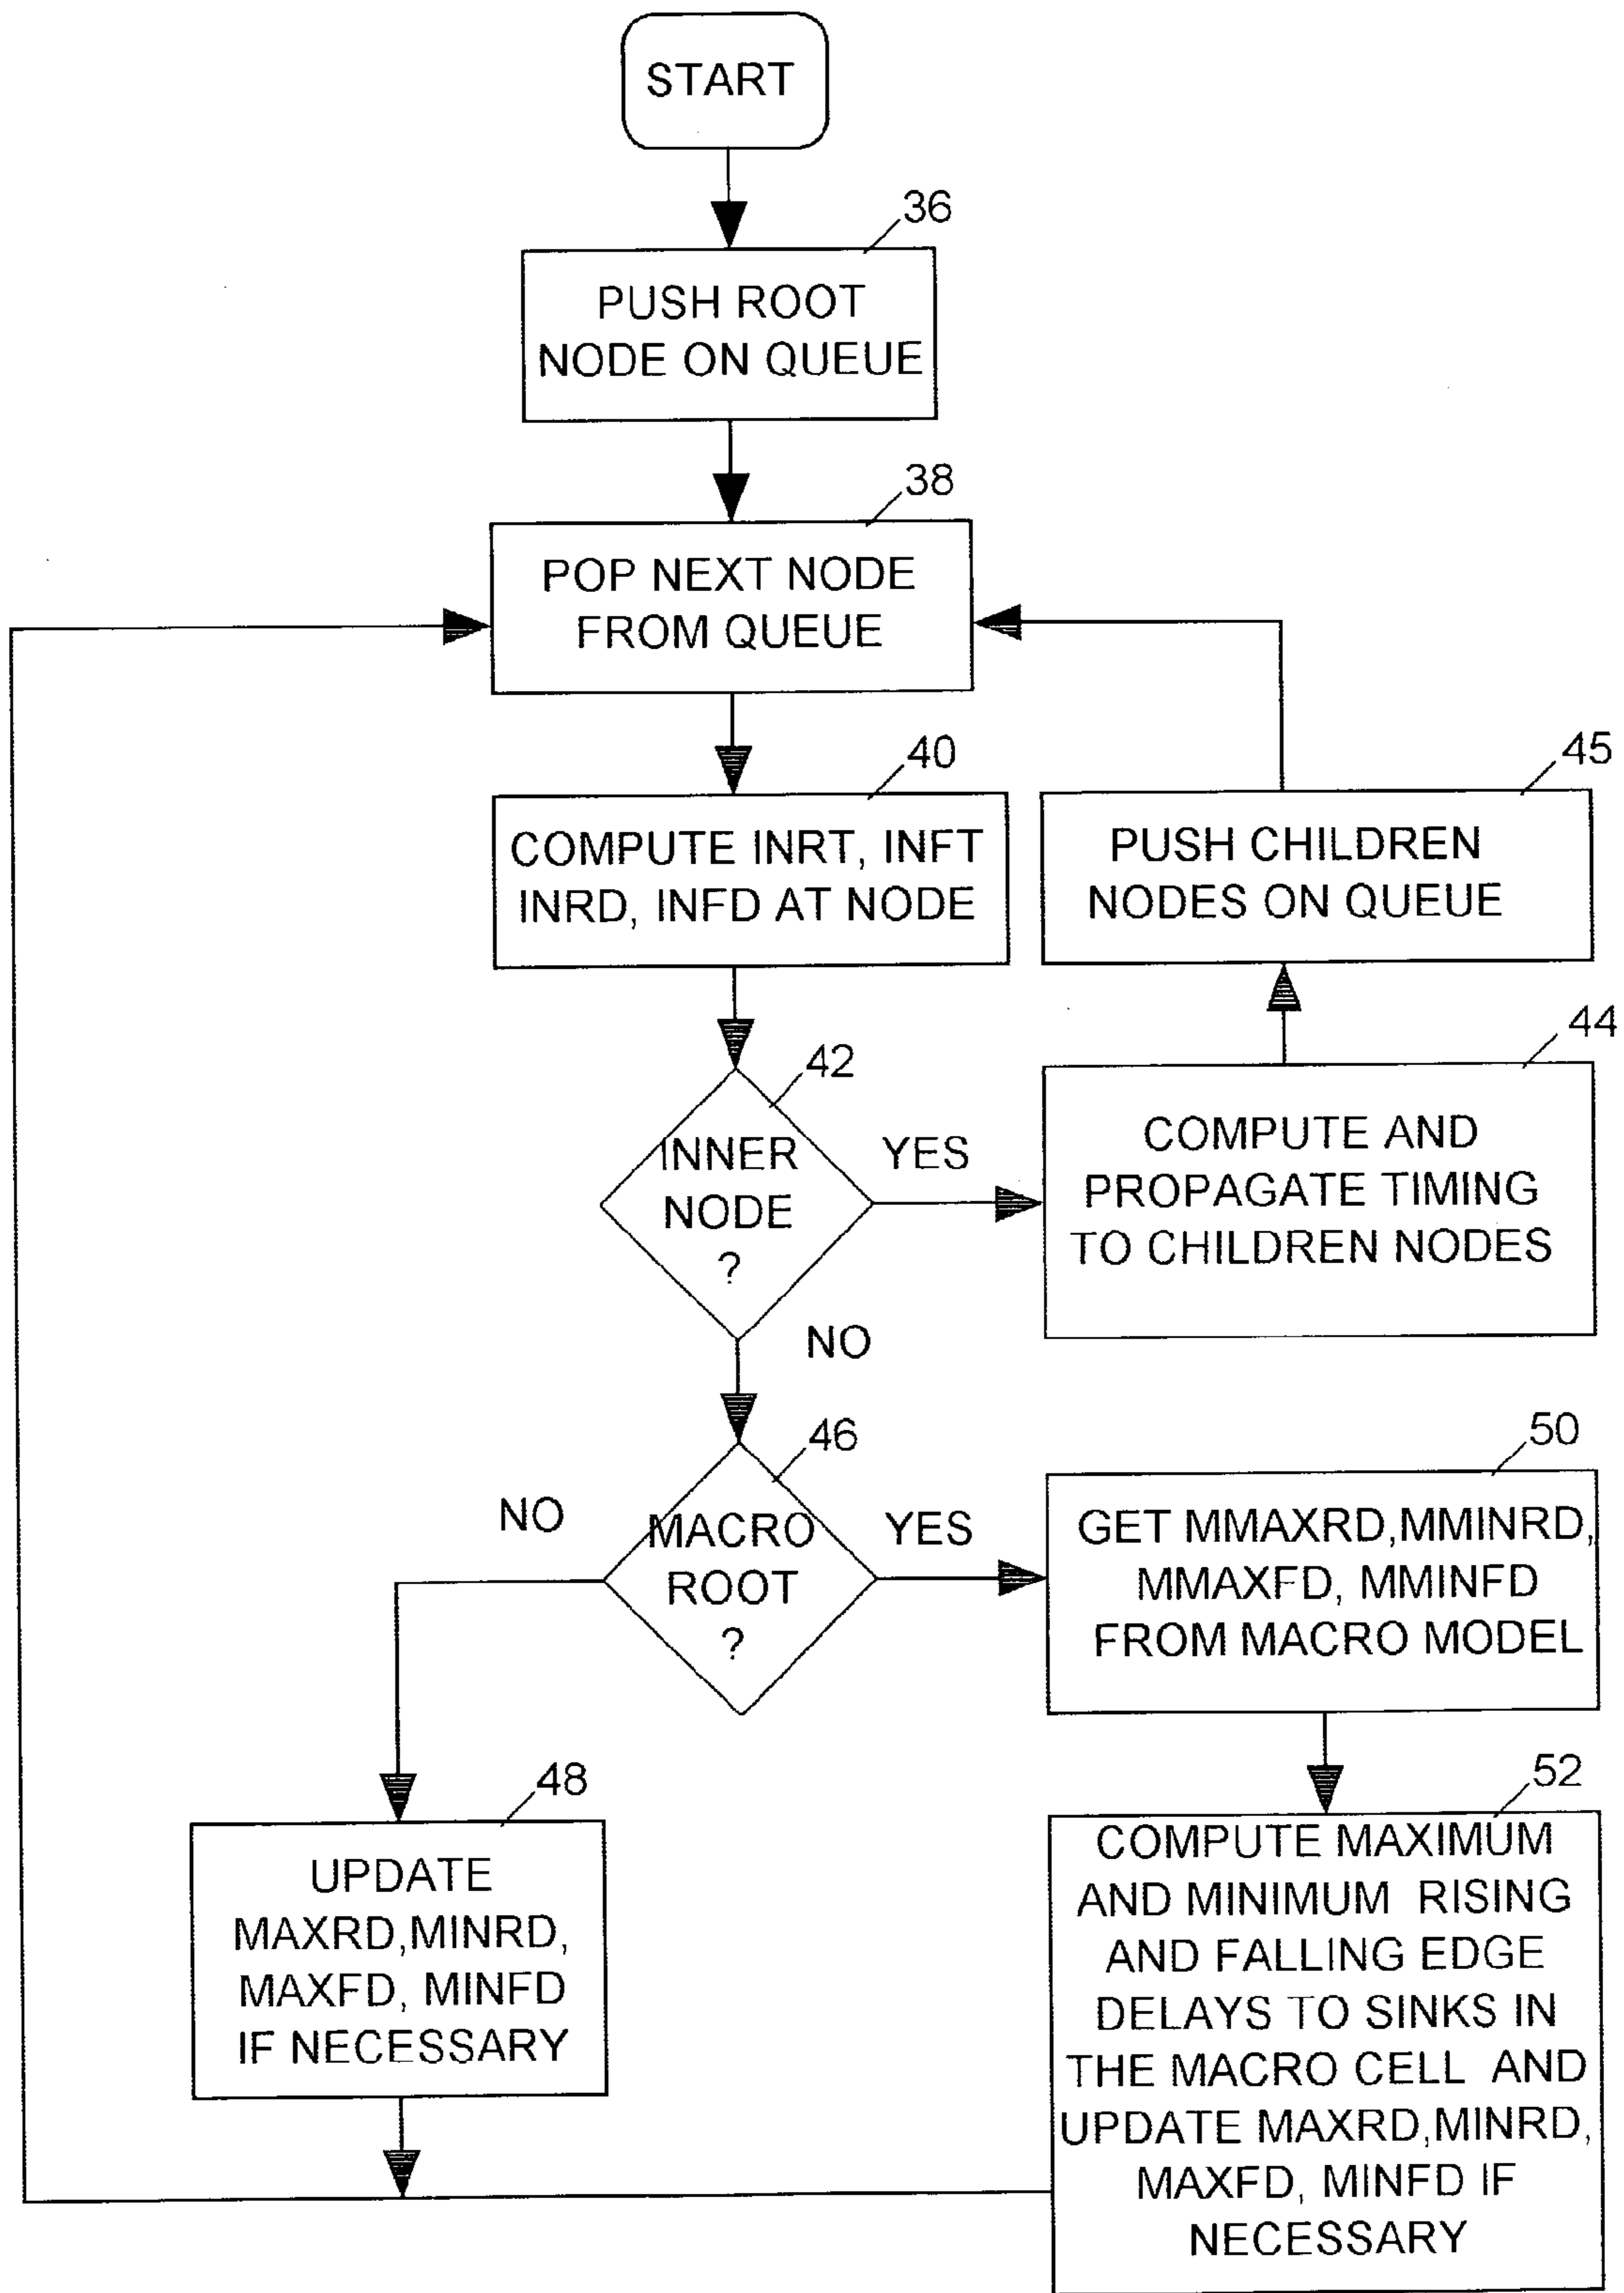 START
36
PUSH ROOT
NODE ON QUEUE
38
POP NEXT NODE
FROM QUEUE
40
COMPUTE INRT, INFT
INRD, INFD AT NODE
45
PUSH CHILDREN
NODES ON QUEUE
42
INNER
NODE
?
YES
NO
44
COMPUTE AND
PROPAGATE TIMING
TO CHILDREN NODES
46
MACRO
ROOT
?
NO
YES
50
GET MMAXRD,MMINRD,
MMAXFD, MMINFD
FROM MACRO MODEL
48
UPDATE
MAXRD,MINRD,
MAXFD, MINFD
IF NECESSARY
52
COMPUTE MAXIMUM
AND MINIMUM RISING
AND FALLING EDGE
DELAYS TO SINKS IN
THE MACRO CELL AND
UPDATE MAXRD,MINRD,
MAXFD, MINFD IF
NECESSARY